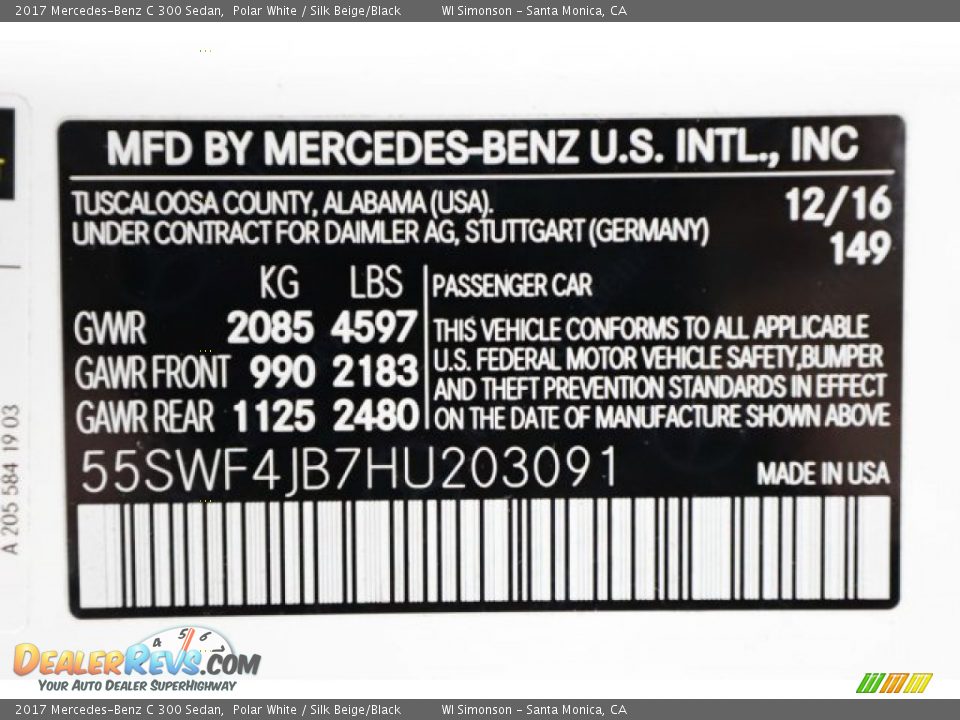 2017 Mercedes-Benz C 300 Sedan, Polar White / Silk Beige/Black WI Simonson - Santa Monica, CA
MFD BY MERCEDES-BENZ U.S. INTL., INC
TUSCALOOSA COUNTY, ALABAMA (USA). 12/16
UNDER CONTRACT FOR DAIMLER AG, STUTTGART (GERMANY) 149
KG LBS
GVWR 2085 4597
GAWR FRONT 990 2183
GAWR REAR 1125 2480
PASSENGER CAR
THIS VEHICLE CONFORMS TO ALL APPLICABLE
U.S. FEDERAL MOTOR VEHICLE SAFETY,BUMPER
AND THEFT PREVENTION STANDARDS IN EFFECT
ON THE DATE OF MANUFACTURE SHOWN ABOVE
55SWF4JB7HU203091 MADE IN USA
A 205 584 19 03
4 5 6 7
DealerRevs.com
Your Auto Dealer SuperHighway
2017 Mercedes-Benz C 300 Sedan, Polar White / Silk Beige/Black WI Simonson - Santa Monica, CA